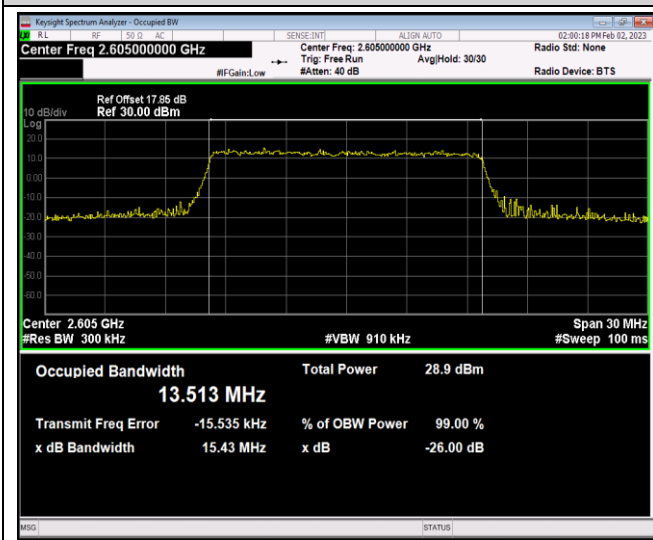 Keysight Spectrum Analyzer - Occupied BW
RL RF 50 Ω AC SENSE:INT ALIGN AUTO 02:00:18 PM Feb 02, 2023
Center Freq 2.605000000 GHz Center Freq: 2.605000000 GHz Radio Std: None
Trig: Free Run Avg|Hold: 30/30
#IFGain:Low #Atten: 40 dB Radio Device: BTS
Ref Offset 17.85 dB
10 dB/div Ref 30.00 dBm
Log
20.0
10.0
0.00
-10.0
-20.0
-30.0
-40.0
-50.0
-60.0
Center 2.605 GHz Span 30 MHz
#Res BW 300 kHz #VBW 910 kHz #Sweep 100 ms
Occupied Bandwidth Total Power 28.9 dBm
13.513 MHz
Transmit Freq Error -15.535 kHz % of OBW Power 99.00 %
x dB Bandwidth 15.43 MHz x dB -26.00 dB
MSG STATUS